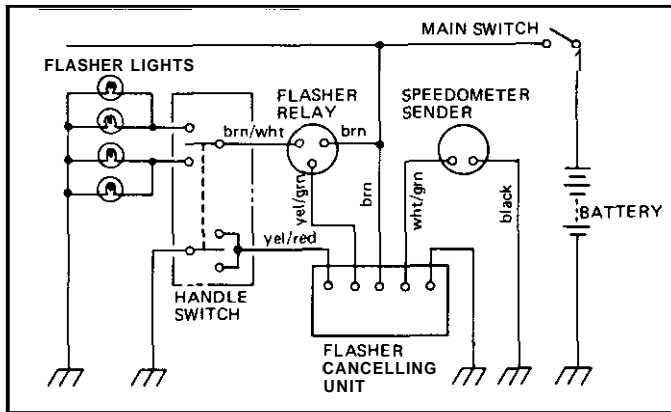 MAIN SWITCH
FLASHER LIGHTS
FLASHER
RELAY
SPEEDOMETER
SENDER
brn/wht
brn
yel/grn
brn
wht/grn
black
BATTERY
yel/red
HANDLE
SWITCH
FLASHER
CANCELLING
UNIT